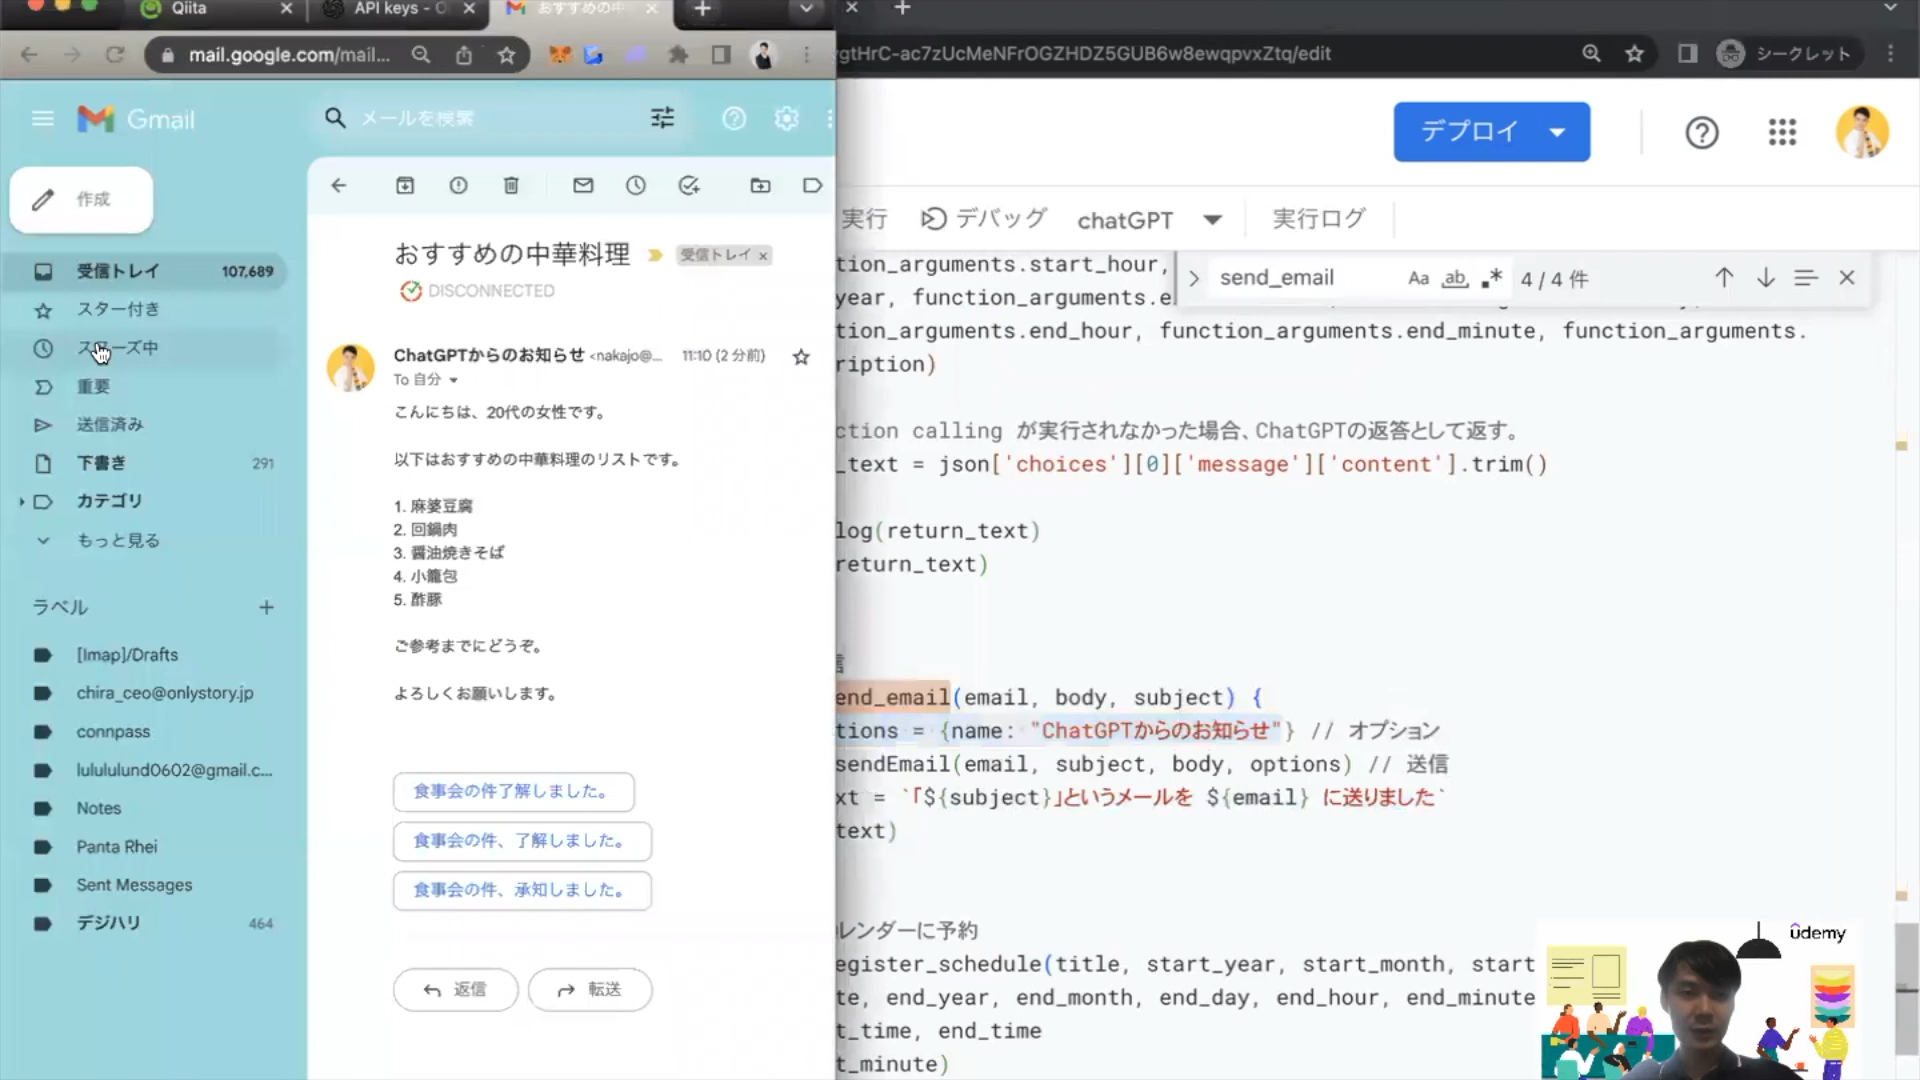 Qiita
API keys - O
おすすめの中
mail.google.com/mail...
Gmail
メールを検索
作成
受信トレイ 107,689
スター付き
スヌーズ中
重要
送信済み
下書き 291
カテゴリ
もっと見る
ラベル
[Imap]/Drafts
chira_ceo@onlystory.jp
connpass
lulululund0602@gmail.c...
Notes
Panta Rhei
Sent Messages
デジハリ 464
おすすめの中華料理 受信トレイ ×
DISCONNECTED
ChatGPTからのお知らせ <nakajo@... 11:10 (2 分前)
To 自分
こんにちは、20代の女性です。
以下はおすすめの中華料理のリストです。
1. 麻婆豆腐
2. 回鍋肉
3. 醤油焼きそば
4. 小籠包
5. 酢豚
ご参考までにどうぞ。
よろしくお願いします。
食事会の件了解しました。
食事会の件、了解しました。
食事会の件、承知しました。
返信
転送
gtHrC-ac7zUcMeNFrOGZHDZ5GUB6w8ewqpvxZtq/edit
シークレット
デプロイ
実行 デバッグ chatGPT 実行ログ
send_email Aa ab 4 / 4 件
tion_arguments.start_hour,
year, function_arguments.e
tion_arguments.end_hour, function_arguments.end_minute, function_arguments.
ription)
ction calling が実行されなかった場合、ChatGPTの返答として返す。
_text = json['choices'][0]['message']['content'].trim()
log(return_text)
return_text)
信
end_email(email, body, subject) {
tions = {name: "ChatGPTからのお知らせ"} // オプション
sendEmail(email, subject, body, options) // 送信
xt = `「${subject}」というメールを ${email} に送りました`
text)
レンダーに予約
egister_schedule(title, start_year, start_month, start
te, end_year, end_month, end_day, end_hour, end_minute
t_time, end_time
t_minute)
ûdemy